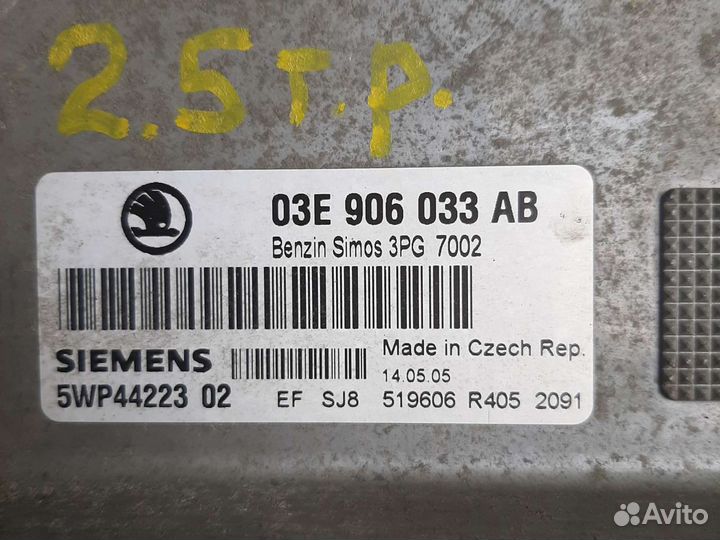 2.5 т.р.
03E 906 033 AB
Benzin Simos 3PG 7002
SIEMENS
Made in Czech Rep.
14.05.05
5WP44223 02 EF SJ8 519606 R405 2091
Avito